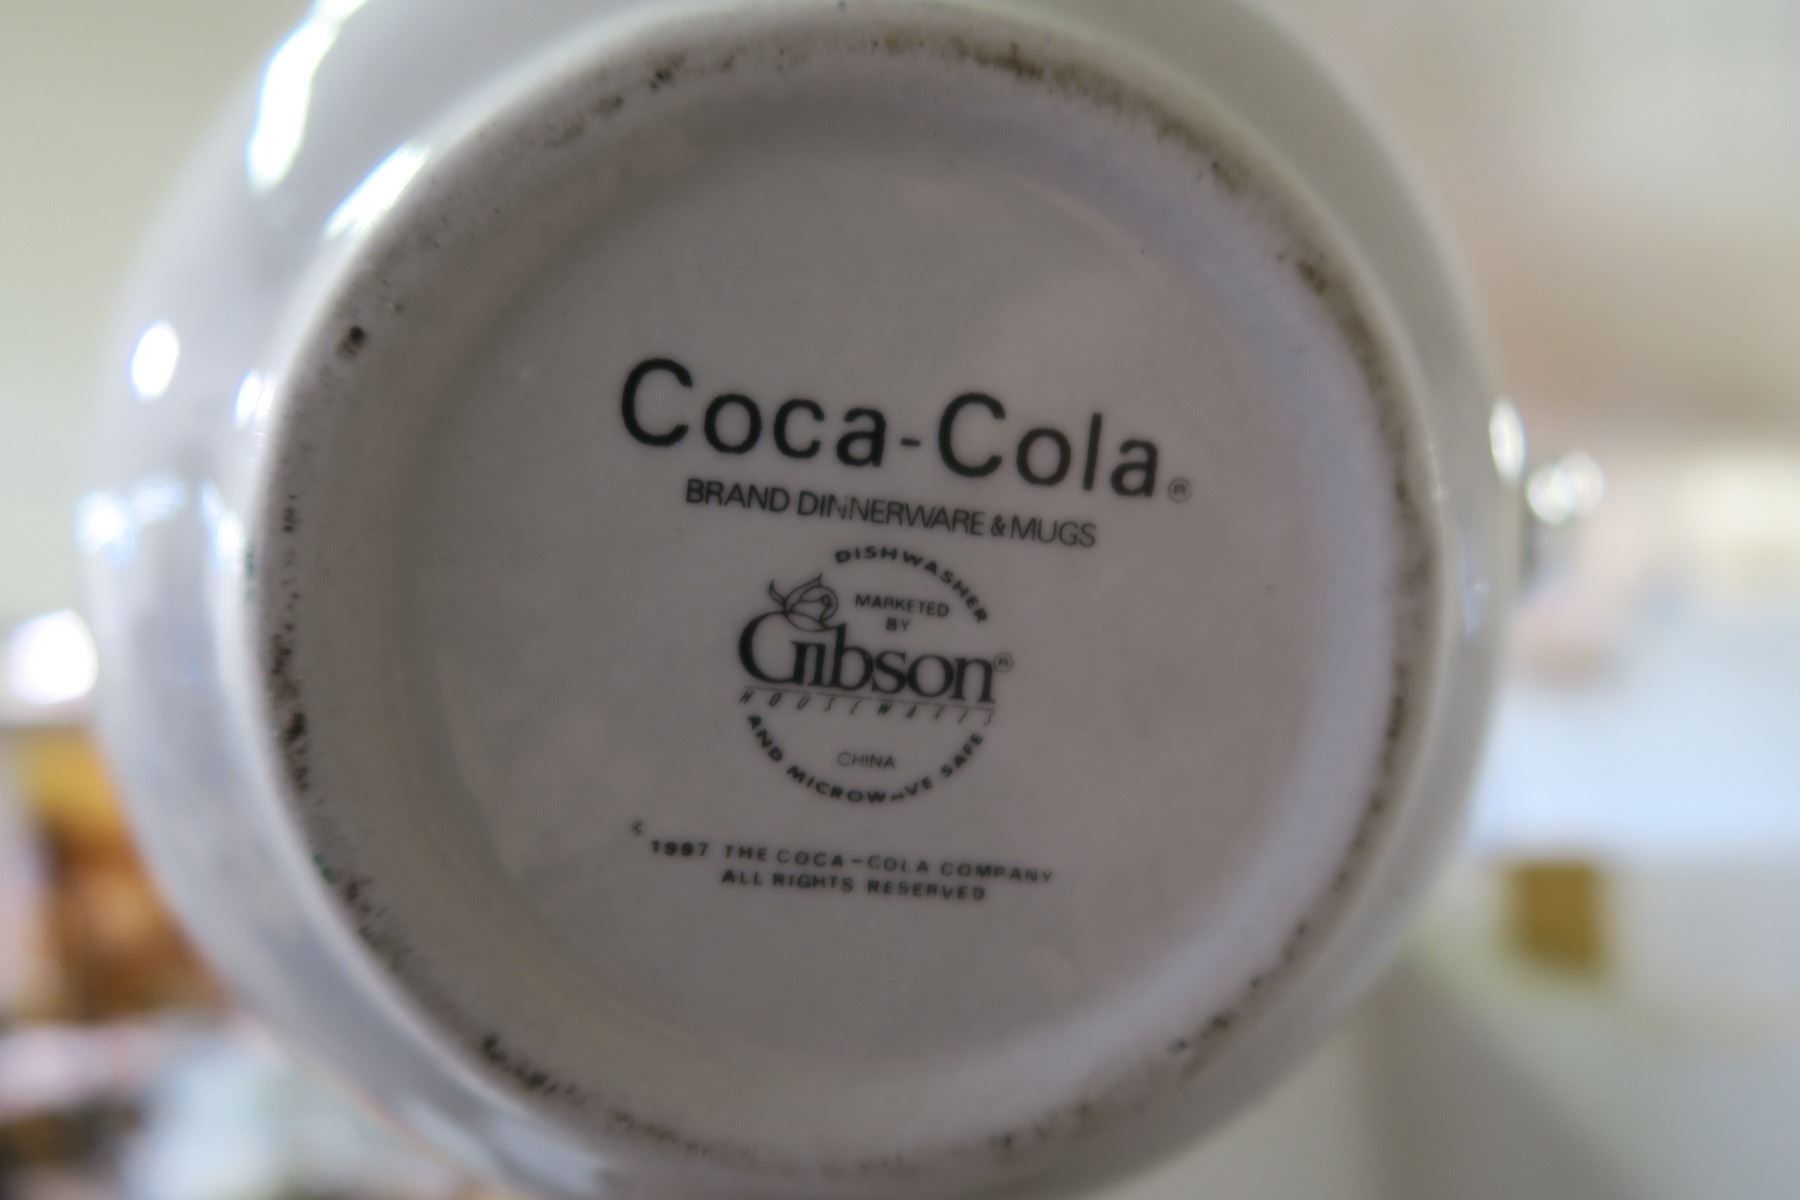 Coca-Cola®
BRAND DINNERWARE & MUGS
DISHWASHER
MARKETED
BY
Gibson®
HOUSEWARES
CHINA
AND MICROWAVE SAFE
© 1997 THE COCA-COLA COMPANY
ALL RIGHTS RESERVED